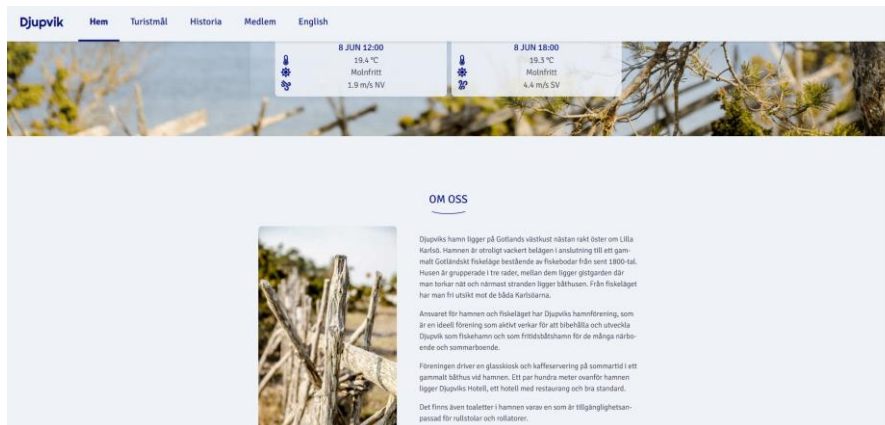 Djupvik Hem Turistmål Historia Medlem English
8 JUN 12:00
19.4 °C
Molnfritt
1.9 m/s NV
8 JUN 18:00
19.3 °C
Molnfritt
4.4 m/s SV
OM OSS
Djupviks hamn ligger på Gotlands västkust nästan rakt öster om Lilla
Karlsö. Hamnen är otroligt vackert belägen i anslutning till ett gam-
malt Gotländskt fiskeläge bestående av fiskebodar från sent 1800-tal.
Husen är grupperade i tre rader, mellan dem ligger gistgarden där
man torkar nät och närmast stranden ligger båthusen. Från fiskeläget
har man fri utsikt mot de båda Karlsöarna.
Ansvaret för hamnen och fiskeläget har Djupviks hamnförening, som
är en ideell förening som aktivt verkar för att bibehålla och utveckla
Djupvik som fiskehamn och som fritidsbåtshamn för de många närbo-
ende och sommarboende.
Föreningen driver en glasskiosk och kaffeservering på sommartid i ett
gammalt båthus vid hamnen. Ett par hundra meter ovanför hamnen
ligger Djupviks Hotell, ett hotell med restaurang och bra standard.
Det finns även toaletter i hamnen varav en som är tillgänglighetsan-
passad för rullstolar och rollatorer.